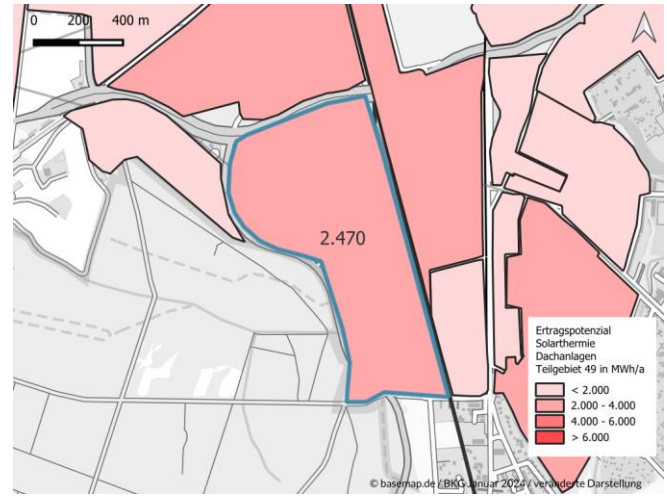 0 200 400 m
2.470
Ertragspotenzial
Solarthermie
Dachanlagen
Teilgebiet 49 in MWh/a
< 2.000
2.000 - 4.000
4.000 - 6.000
> 6.000
© basemap.de / BKG Januar 2024 / veränderte Darstellung